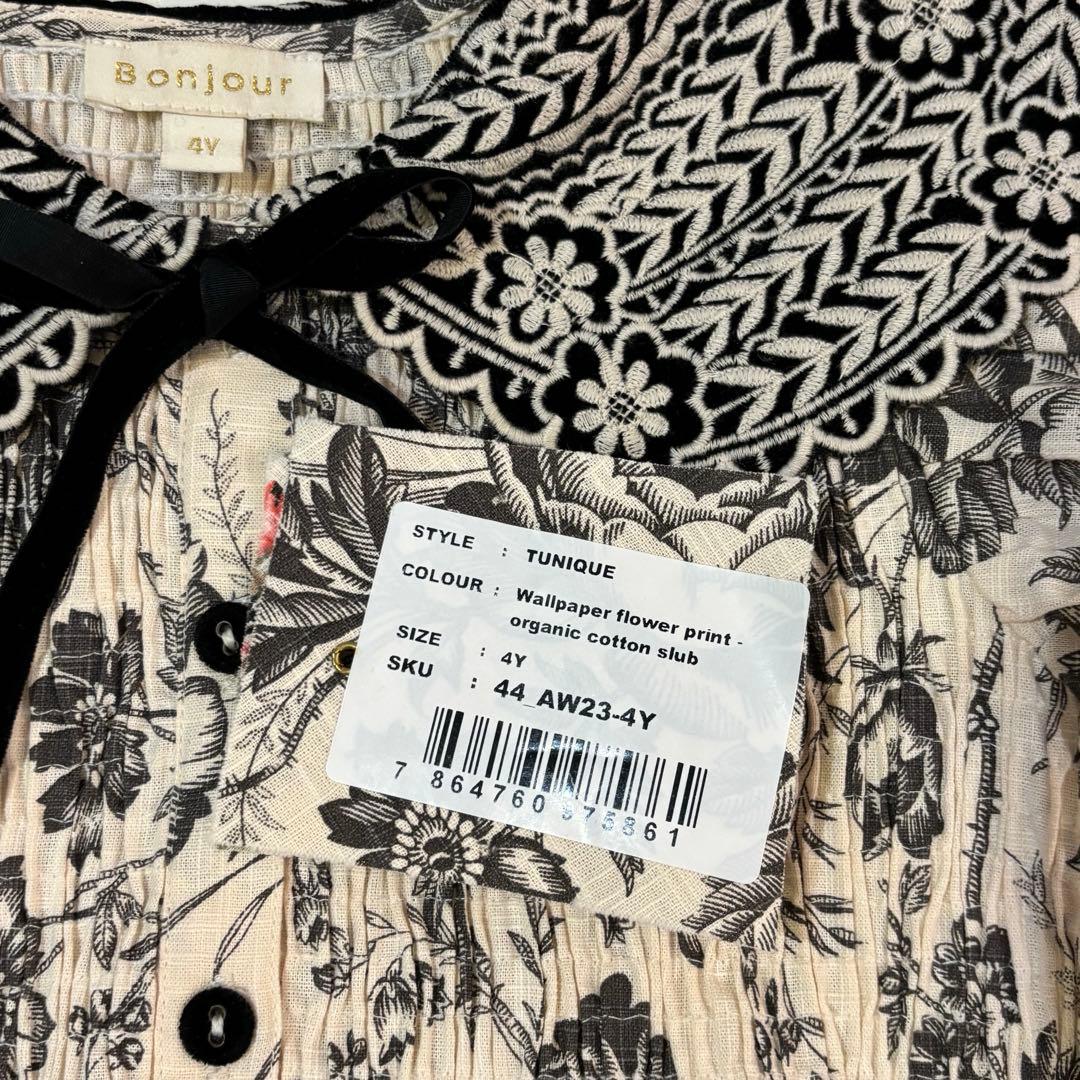 Bonjour
4Y
STYLE : TUNIQUE
COLOUR : Wallpaper flower print -
organic cotton slub
SIZE : 4Y
SKU : 44_AW23-4Y
7 864760 975861